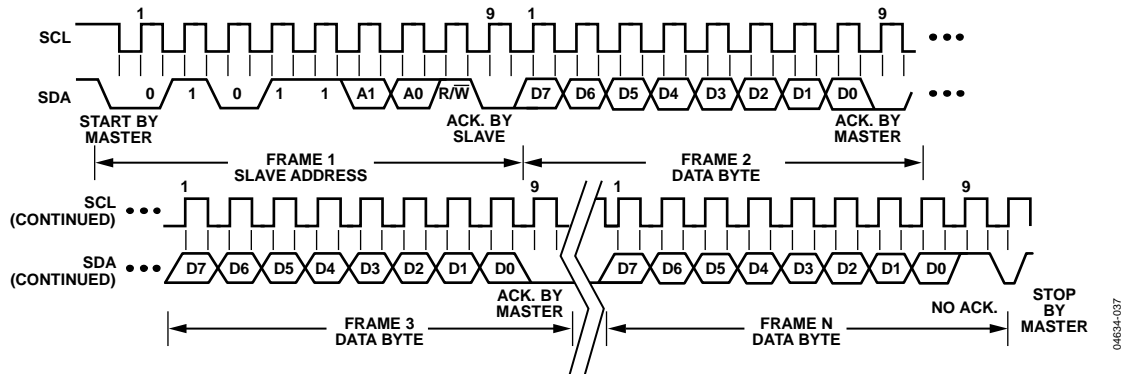 1 9 1 9
SCL
SDA 0 1 0 1 1 A1 A0 R/W̅ D7 D6 D5 D4 D3 D2 D1 D0
START BY MASTER
ACK. BY SLAVE
ACK. BY MASTER
FRAME 1 SLAVE ADDRESS
FRAME 2 DATA BYTE
1 9 1 9
SCL (CONTINUED)
SDA (CONTINUED) D7 D6 D5 D4 D3 D2 D1 D0 D7 D6 D5 D4 D3 D2 D1 D0
ACK. BY MASTER
NO ACK.
STOP BY MASTER
FRAME 3 DATA BYTE
FRAME N DATA BYTE
04634-037